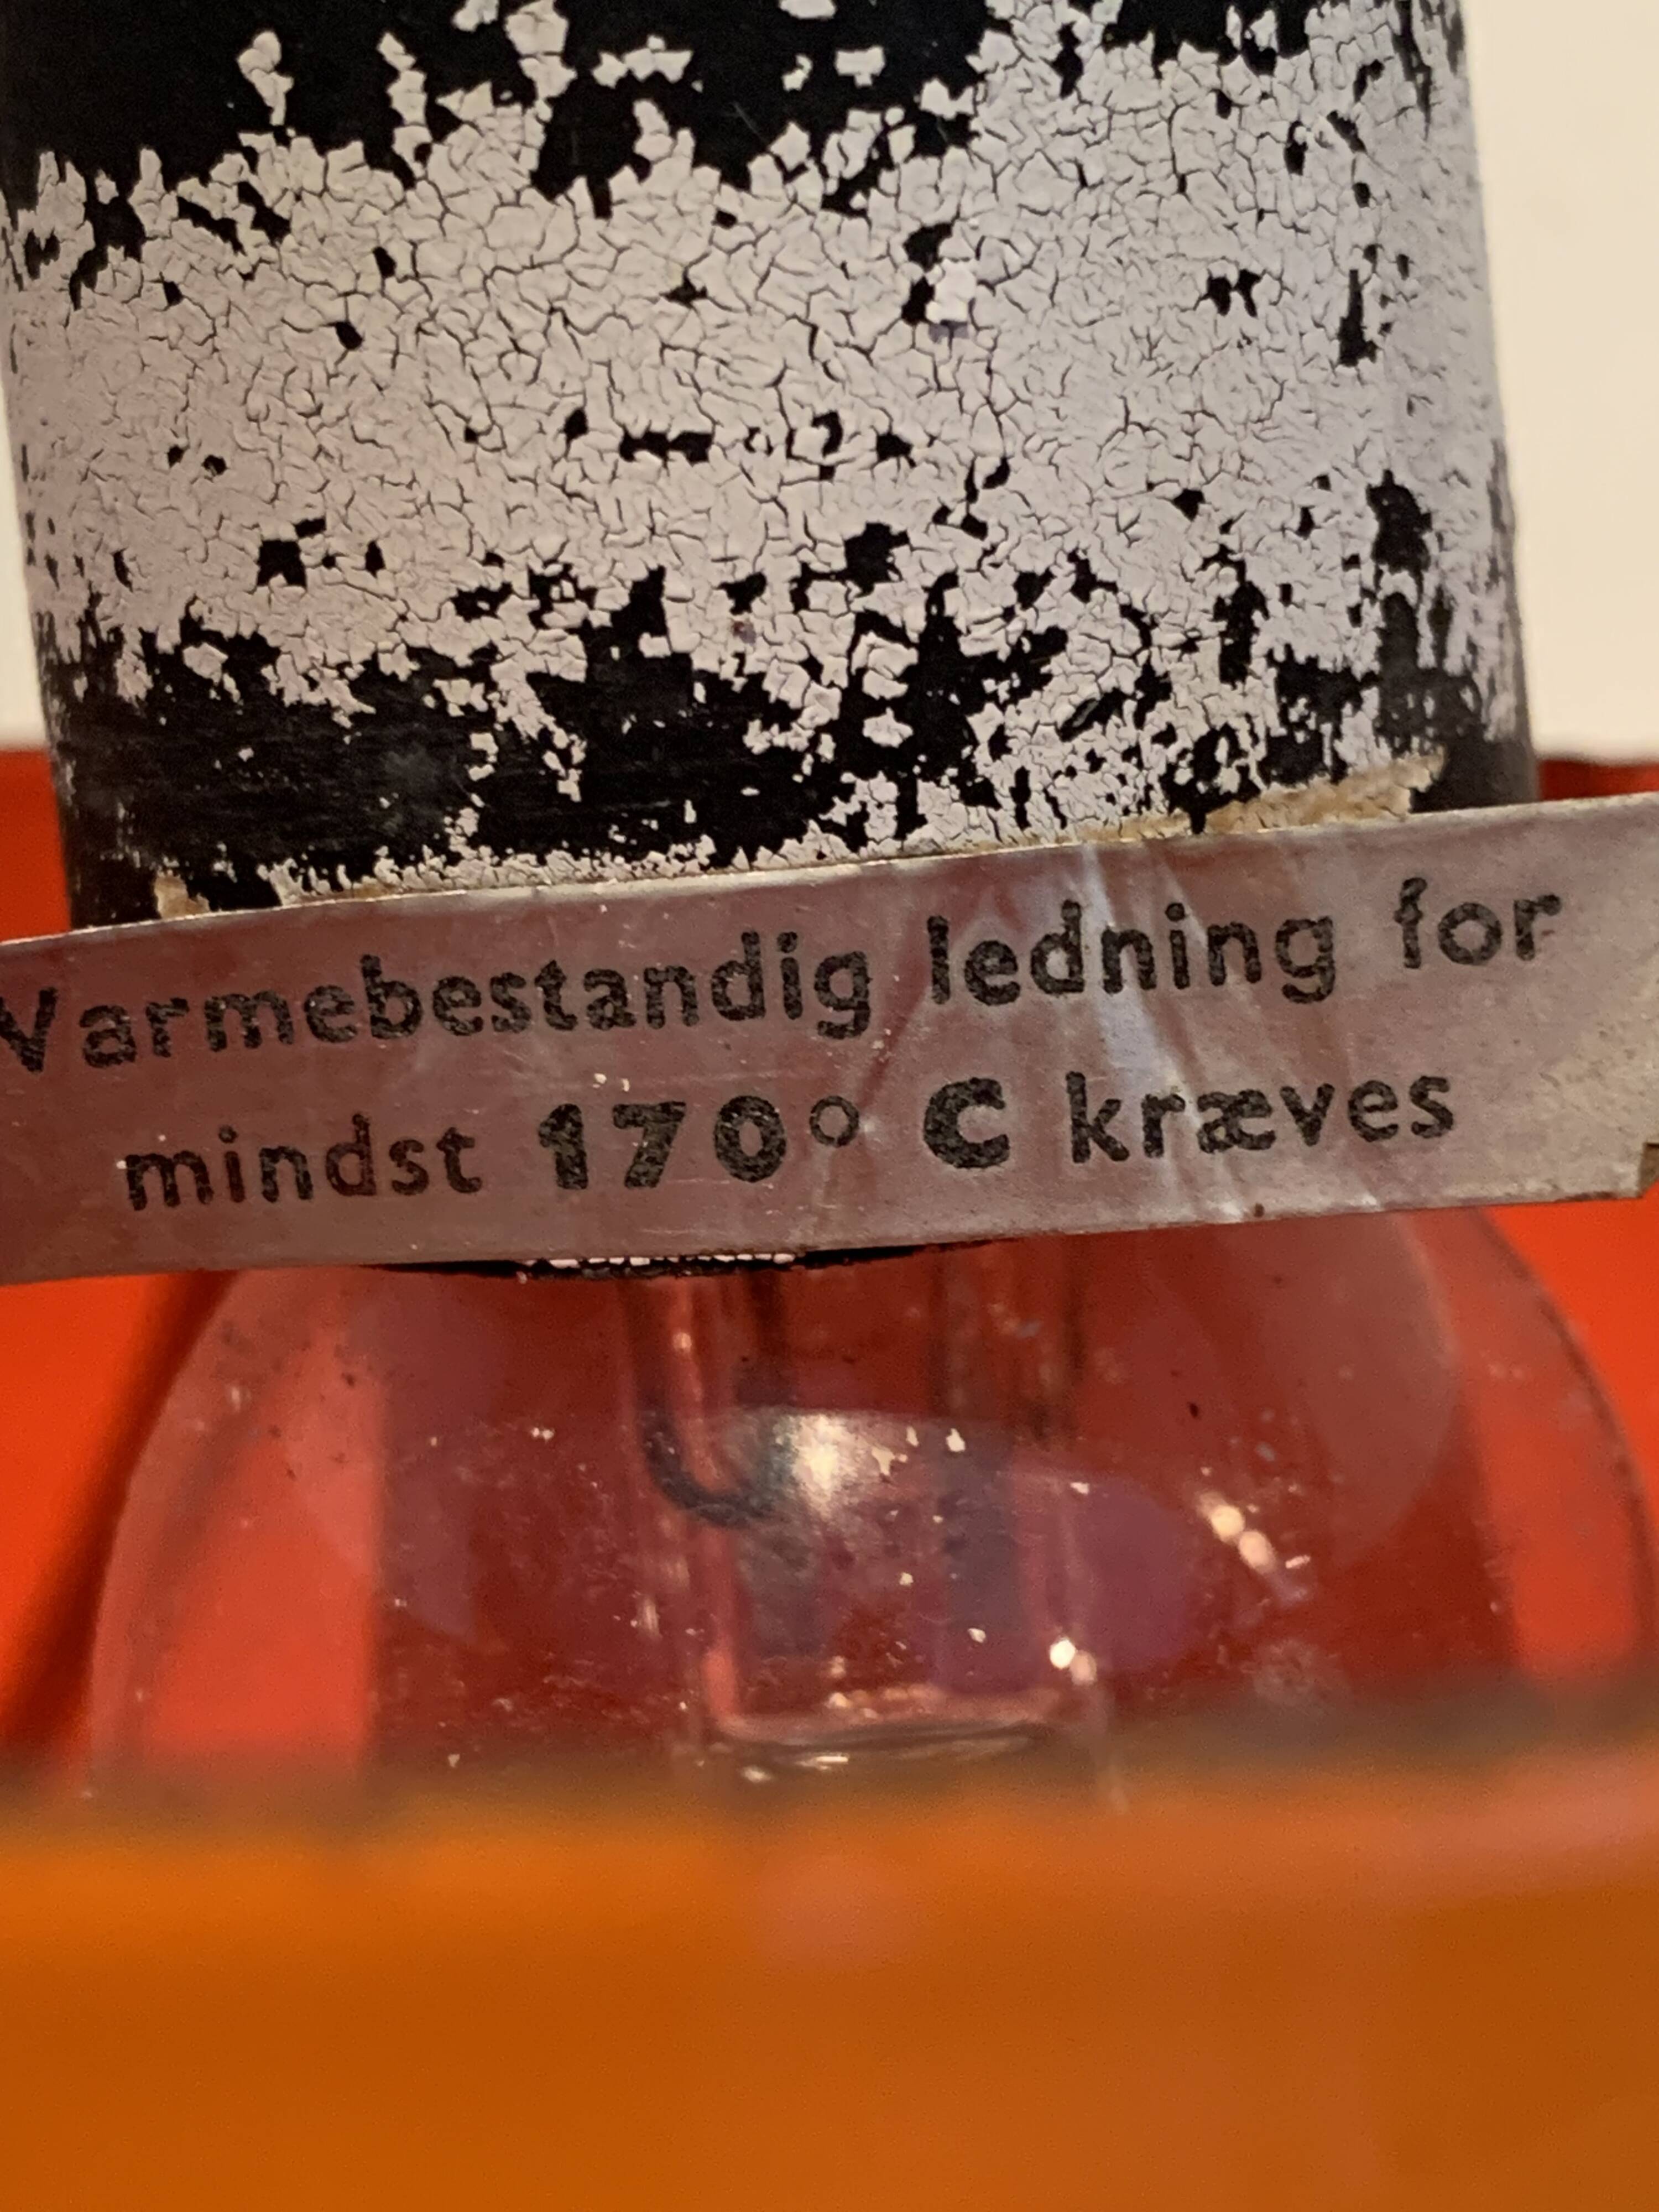 Varmebestandig ledning for
mindst 170° C kræves